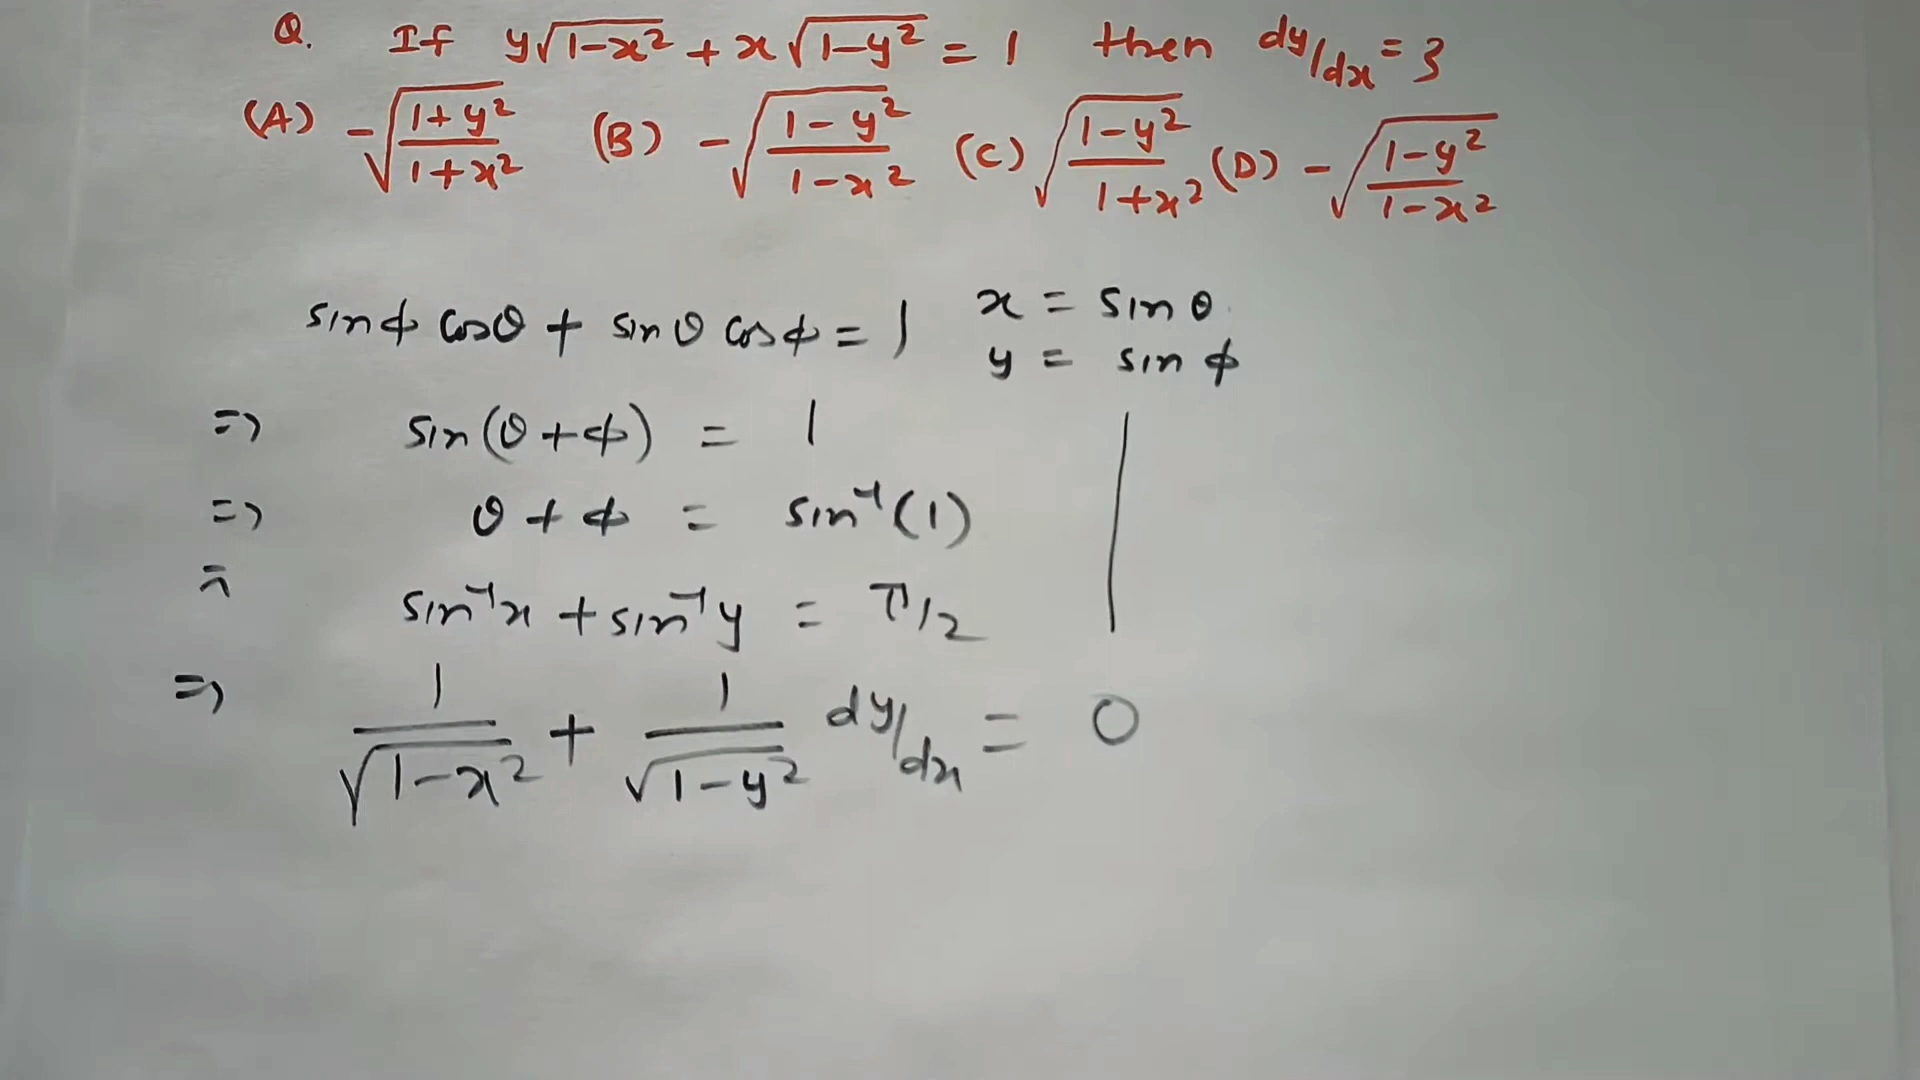 Q. If y√1-x² + x√1-y² = 1 then dy/dx = ?
(A) -√(1+y²/1+x²) (B) -√(1-y²/1-x²) (C) √(1-y²/1+x²) (D) -√(1-y²/1-x²)
sinϕ cosθ + sinθ cosϕ = 1 x = sinθ
y = sinϕ
=> sin(θ+ϕ) = 1
=> θ+ϕ = sin⁻¹(1)
= sin⁻¹x + sin⁻¹y = π/2
=> 1/√1-x² + 1/√1-y² dy/dx = 0